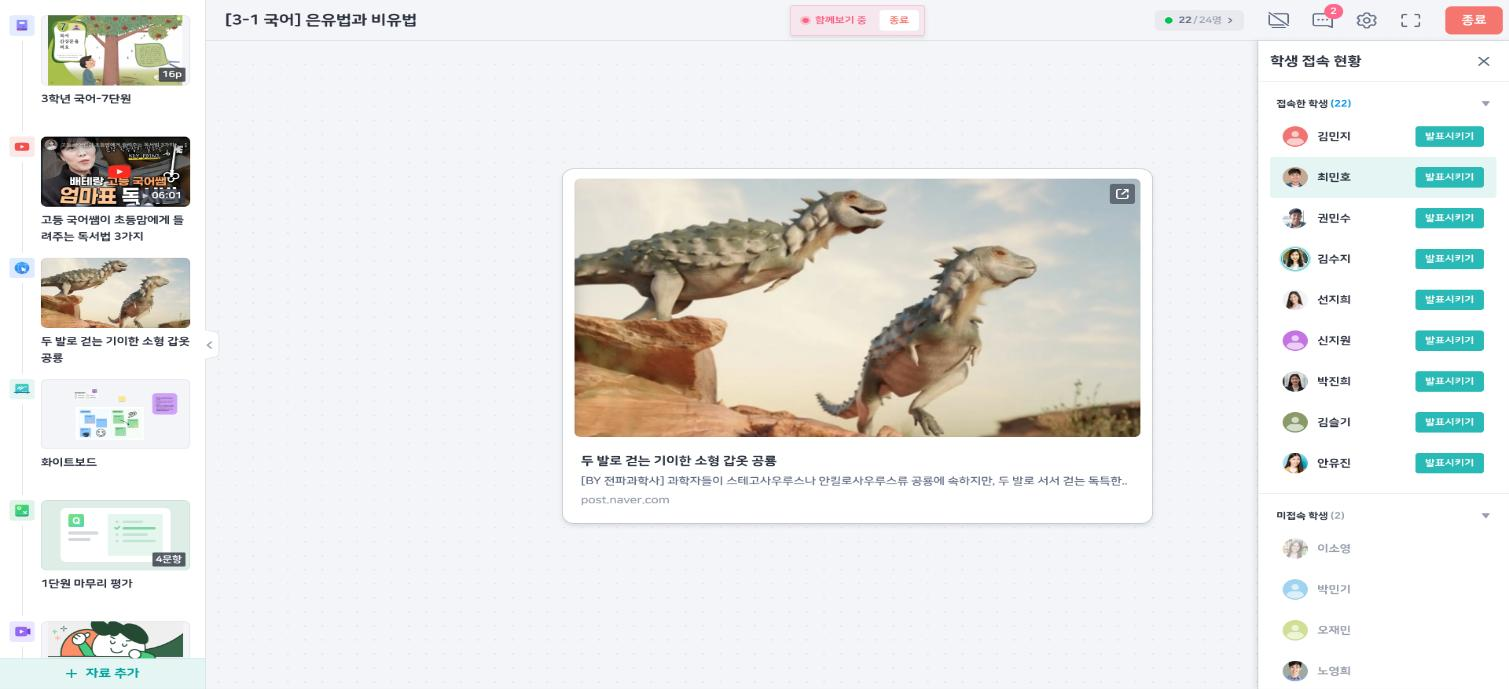 [3-1 국어] 은유법과 비유법
함께보기 중
종료
22 / 24명
2
종료
16p
3학년 국어-7단원
배테랑 고등 국어쌤
06:01
고등 국어쌤이 초등맘에게 들
려주는 독서법 3가지
두 발로 걷는 기이한 소형 갑옷
공룡
화이트보드
Q
4문항
1단원 마무리 평가
+ 자료 추가
두 발로 걷는 기이한 소형 갑옷 공룡
[BY 전파과학사] 과학자들이 스테고사우루스나 안킬로사우루스류 공룡에 속하지만, 두 발로 서서 걷는 독특한..
post.naver.com
학생 접속 현황
접속한 학생 (22)
김민지 발표시키기
최민호 발표시키기
권민수 발표시키기
김수지 발표시키기
선지희 발표시키기
신지원 발표시키기
박진희 발표시키기
김슬기 발표시키기
안유진 발표시키기
미접속 학생 (2)
이소영
박민기
오재민
노영희